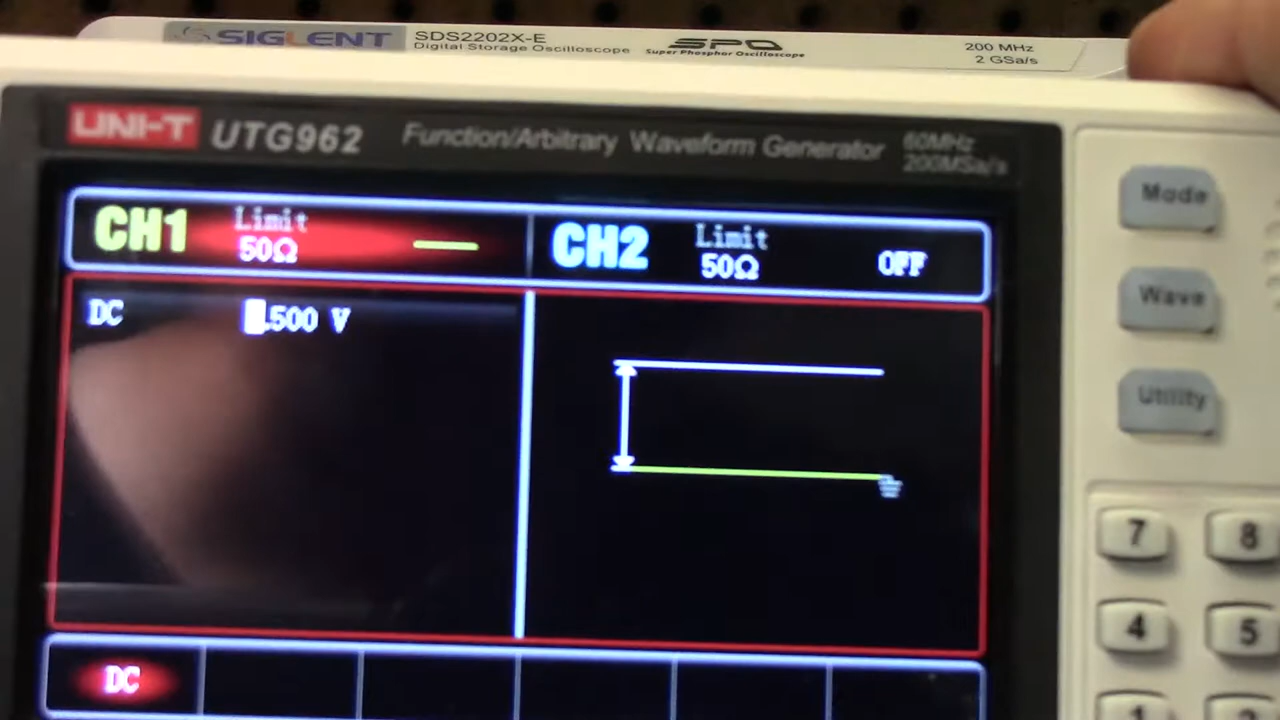 SIGLENT SDS2202X-E
Digital Storage Oscilloscope
SPO
Super Phosphor Oscilloscope
200 MHz
2 GSa/s
UNI-T UTG962 Function/Arbitrary Waveform Generator
60MHz
200MSa/s
CH1 Limit
50Ω
CH2 Limit
50Ω OFF
DC .500 V
DC
Mode
Wave
Utility
7 8
4 5